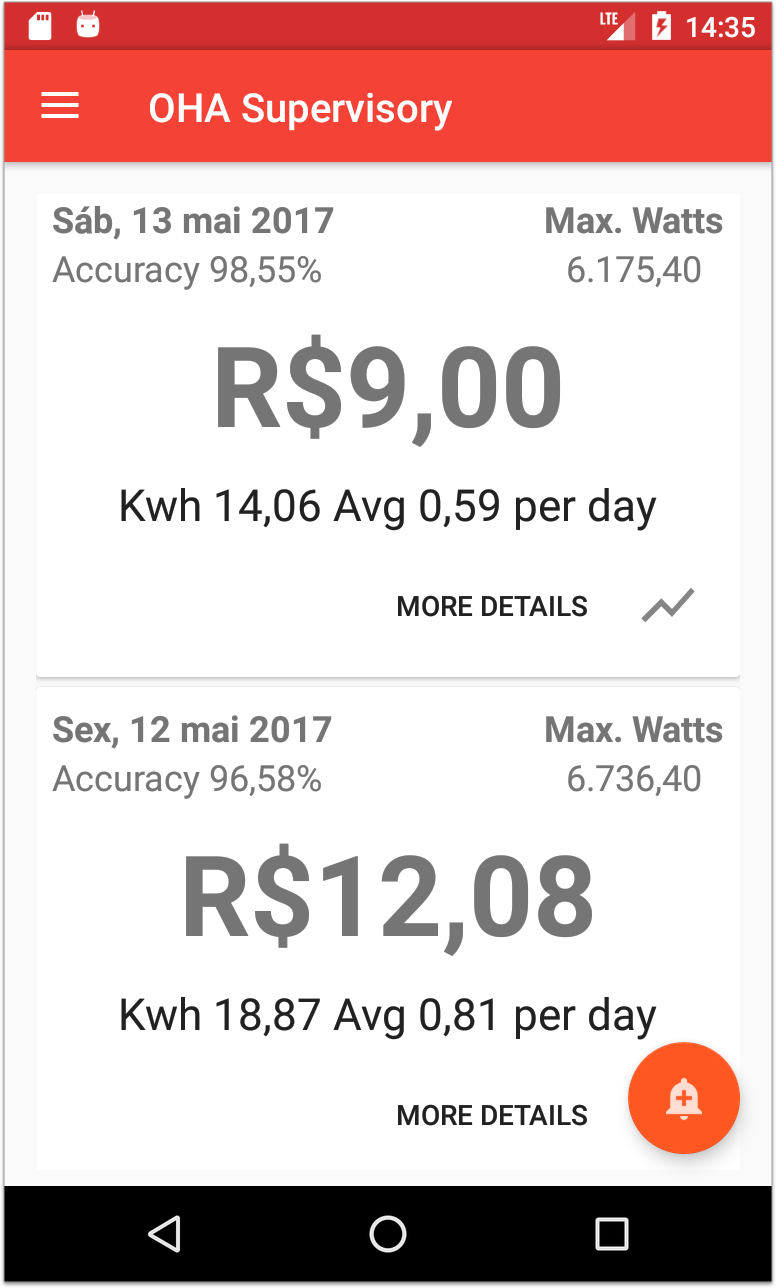 LTE 14:35
OHA Supervisory
Sáb, 13 mai 2017 Max. Watts
Accuracy 98,55% 6.175,40
R$9,00
Kwh 14,06 Avg 0,59 per day
MORE DETAILS
Sex, 12 mai 2017 Max. Watts
Accuracy 96,58% 6.736,40
R$12,08
Kwh 18,87 Avg 0,81 per day
MORE DETAILS